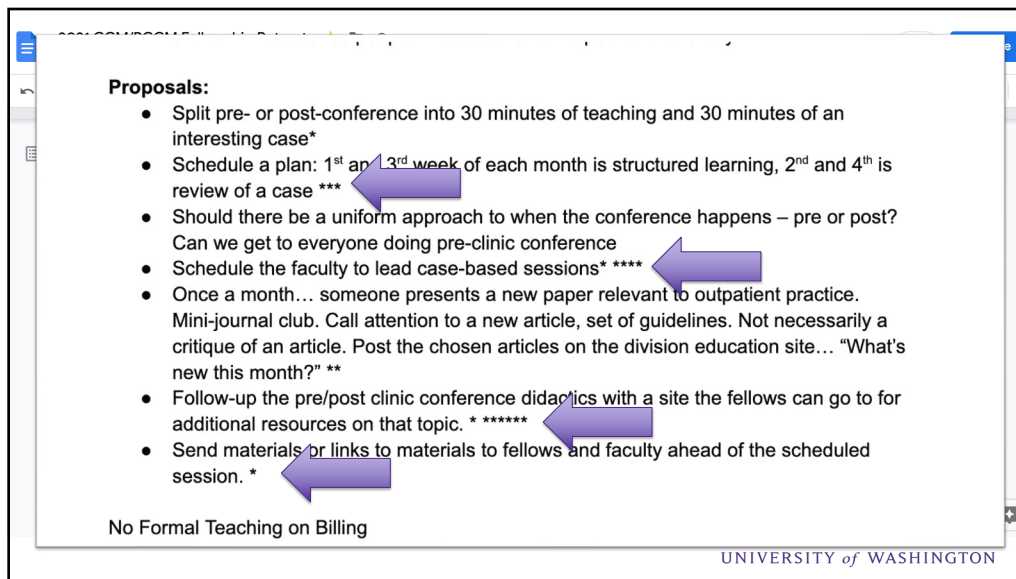 Proposals:
● Split pre- or post-conference into 30 minutes of teaching and 30 minutes of an
interesting case*
● Schedule a plan: 1st and 3rd week of each month is structured learning, 2nd and 4th is
review of a case ***
● Should there be a uniform approach to when the conference happens – pre or post?
Can we get to everyone doing pre-clinic conference
● Schedule the faculty to lead case-based sessions* ****
● Once a month… someone presents a new paper relevant to outpatient practice.
Mini-journal club. Call attention to a new article, set of guidelines. Not necessarily a
critique of an article. Post the chosen articles on the division education site… “What’s
new this month?” **
● Follow-up the pre/post clinic conference didactics with a site the fellows can go to for
additional resources on that topic. * ******
● Send materials or links to materials to fellows and faculty ahead of the scheduled
session. *
No Formal Teaching on Billing
UNIVERSITY of WASHINGTON